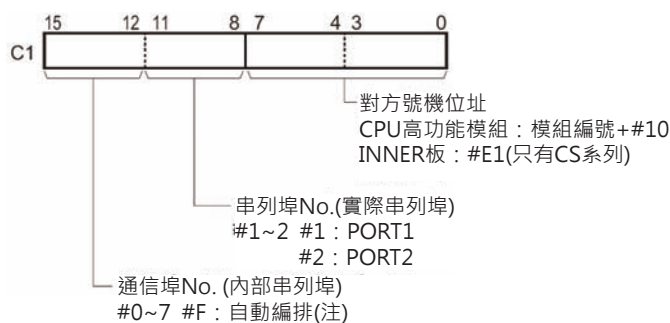 15 12 11 8 7 4 3 0
C1
對方號機位址
CPU高功能模組：模組編號+#10
INNER板：#E1(只有CS系列)
串列埠No.(實際串列埠)
#1~2 #1：PORT1
#2：PORT2
通信埠No. (內部串列埠)
#0~7 #F：自動編排(注)